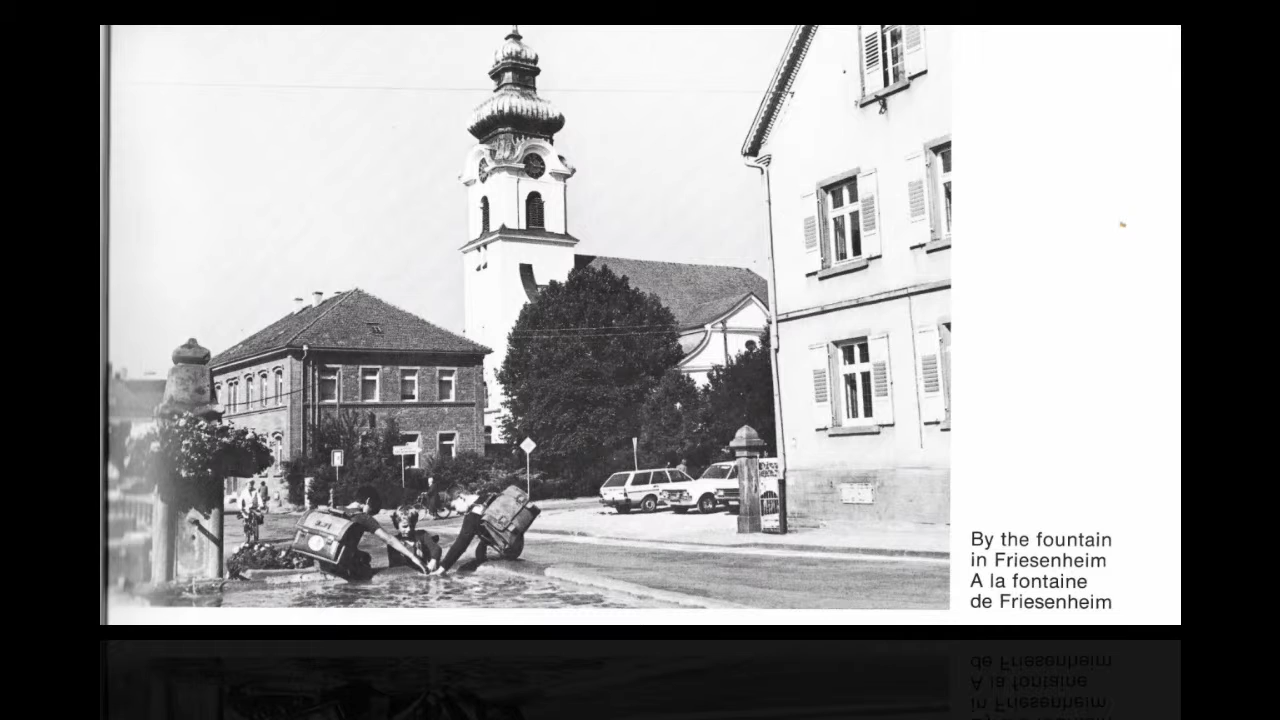 By the fountain
in Friesenheim
A la fontaine
de Friesenheim